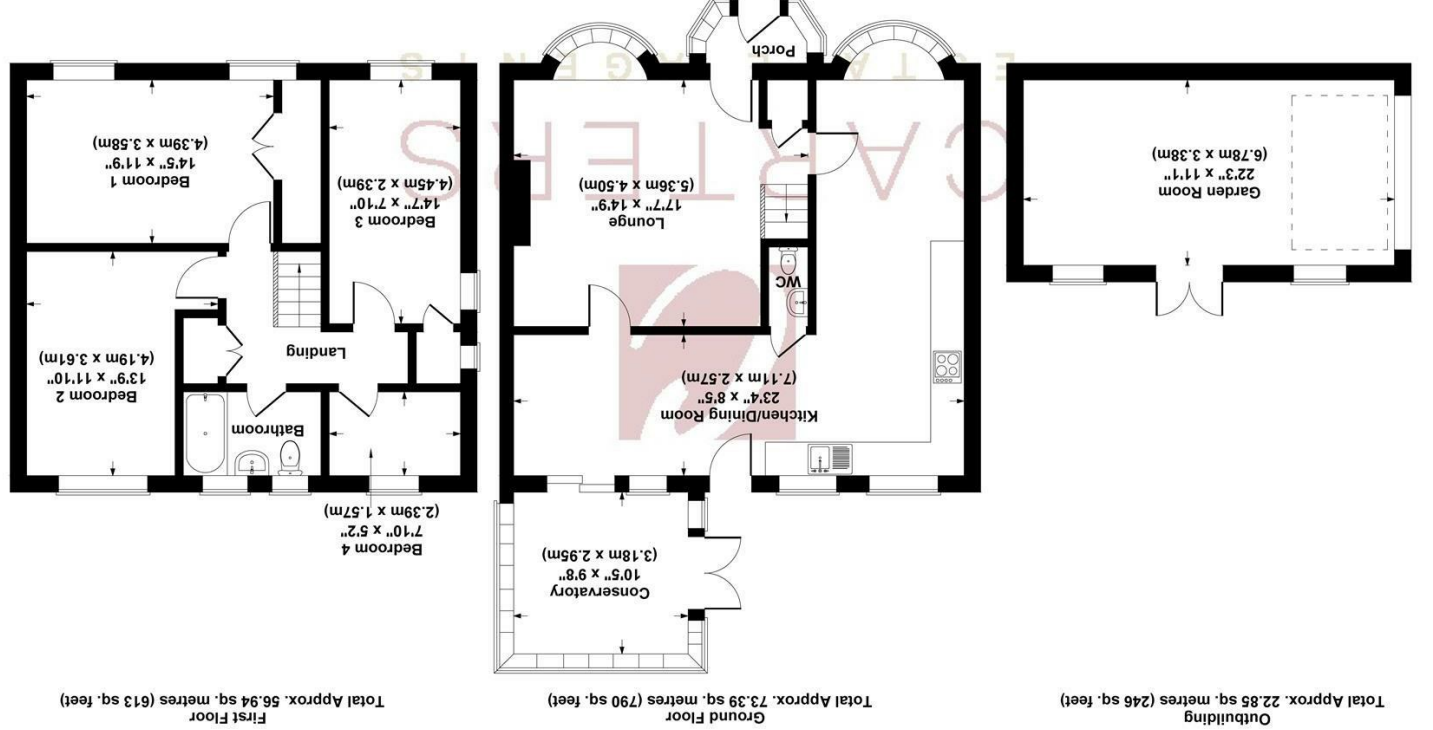 Outbuilding
Total Approx. 22.85 sq. metres (246 sq. feet)
Garden Room
22'3" x 11'1"
(6.78m x 3.38m)
Ground Floor
Total Approx. 73.39 sq. metres (790 sq. feet)
Conservatory
10'5" x 9'8"
(3.18m x 2.95m)
Kitchen/Dining Room
23'4" x 8'5"
(7.11m x 2.57m)
WC
Lounge
17'7" x 14'9"
(5.36m x 4.50m)
Porch
First Floor
Total Approx. 56.94 sq. metres (613 sq. feet)
Bedroom 4
7'10" x 5'2"
(2.39m x 1.57m)
Bathroom
Bedroom 2
13'9" x 11'10"
(4.19m x 3.61m)
Landing
Bedroom 3
14'7" x 7'10"
(4.45m x 2.39m)
Bedroom 1
14'5" x 11'9"
(4.39m x 3.58m)
CARTERS
ESTATE AGENTS